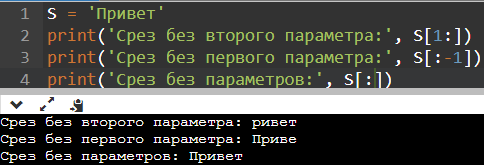 1 S = 'Привет'
2 print('Срез без второго параметра:', S[1:])
3 print('Срез без первого параметра:', S[:-1])
4 print('Срез без параметров:', S[:])
Срез без второго параметра: ривет
Срез без первого параметра: Приве
Срез без параметров: Привет